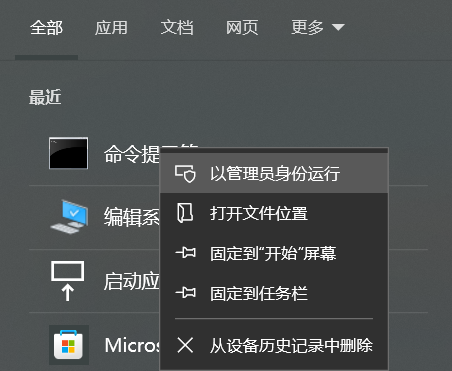 全部 应用 文档 网页 更多
最近
命令提
以管理员身份运行
编辑系
打开文件位置
固定到“开始”屏幕
启动应
固定到任务栏
Micros
从设备历史记录中删除